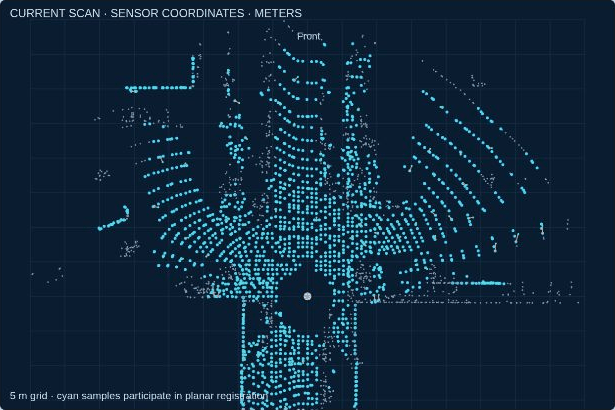 CURRENT SCAN · SENSOR COORDINATES · METERS
Front
5 m grid · cyan samples participate in planar registration